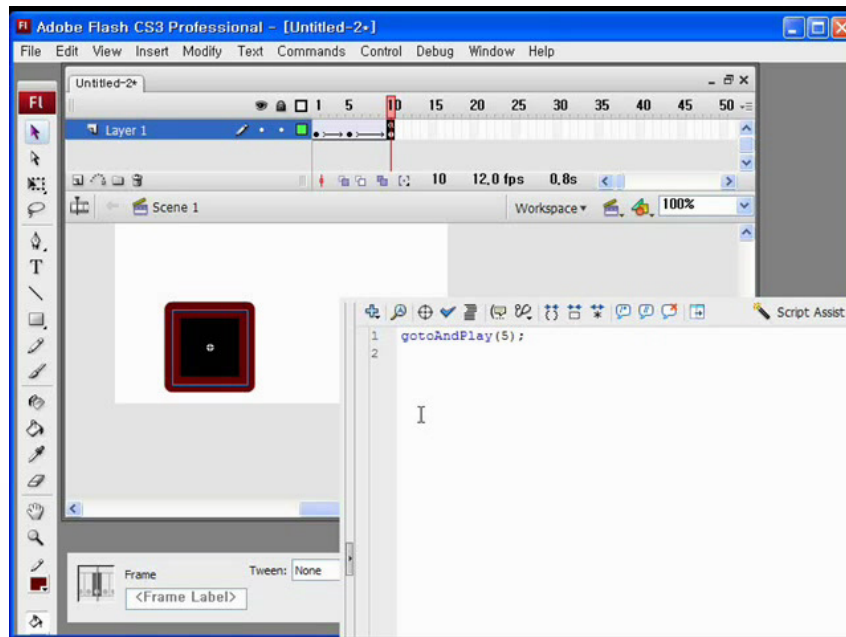 Adobe Flash CS3 Professional - [Untitled-2*]
File Edit View Insert Modify Text Commands Control Debug Window Help
Untitled-2*
Fl
1 5 10 15 20 25 30 35 40 45 50
Layer 1
10 12.0 fps 0.8s
Scene 1 Workspace 100%
Script Assist
1 gotoAndPlay(5);
2
T
Frame Tween: None
<Frame Label>